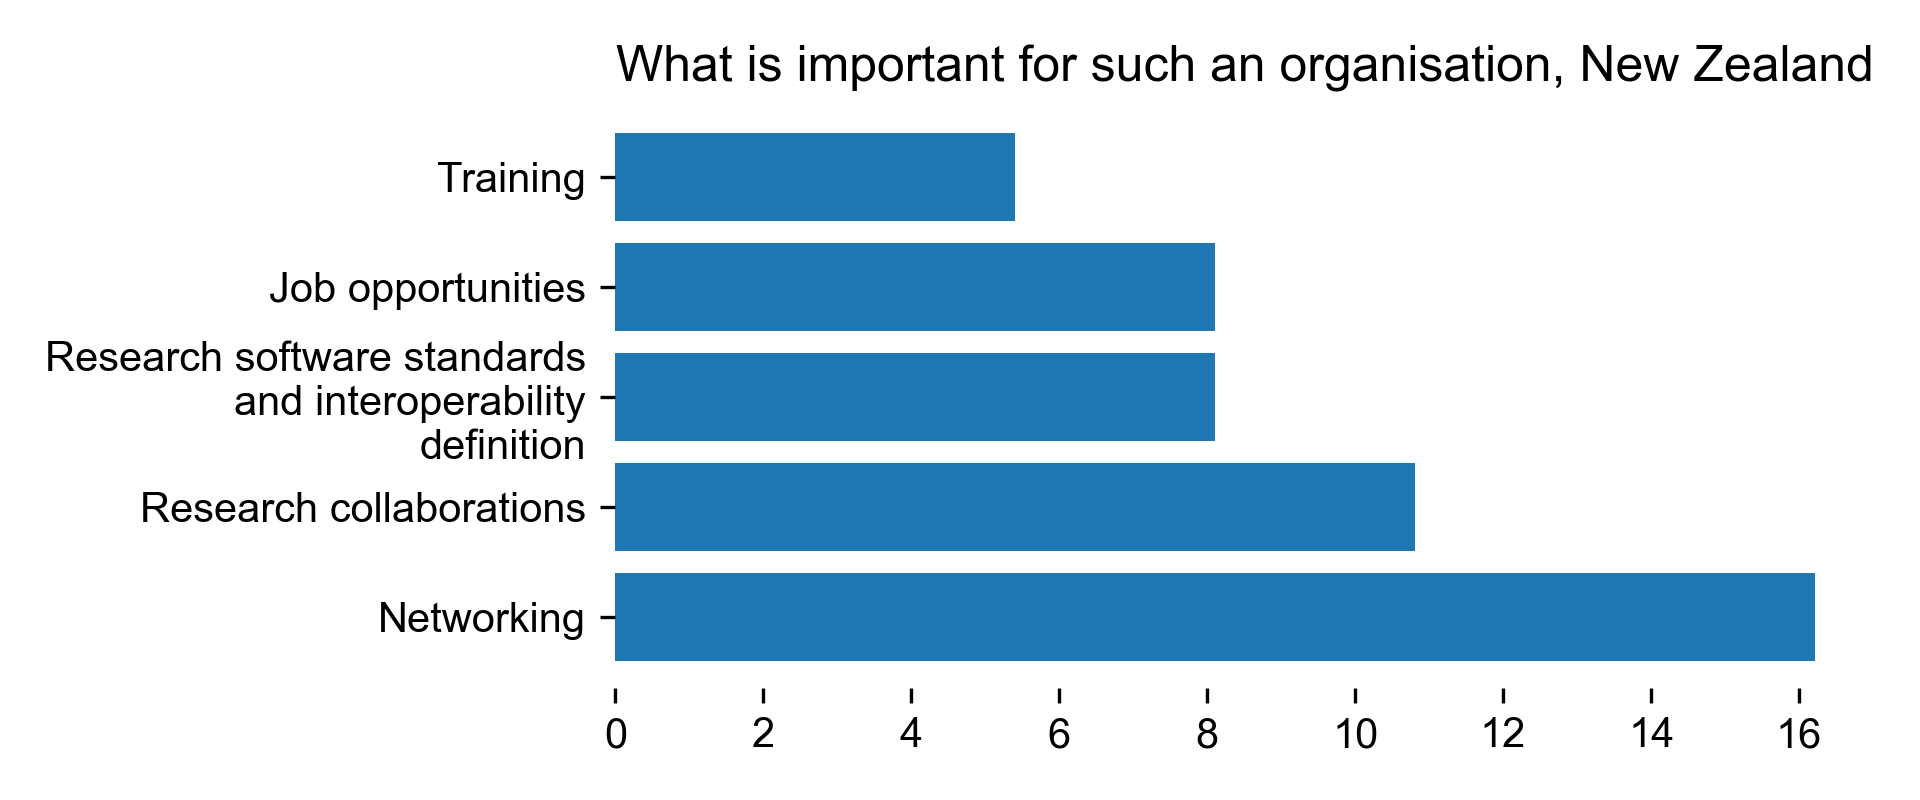 What is important for such an organisation, New Zealand
Training
Job opportunities
Research software standards
and interoperability
definition
Research collaborations
Networking
0 2 4 6 8 10 12 14 16